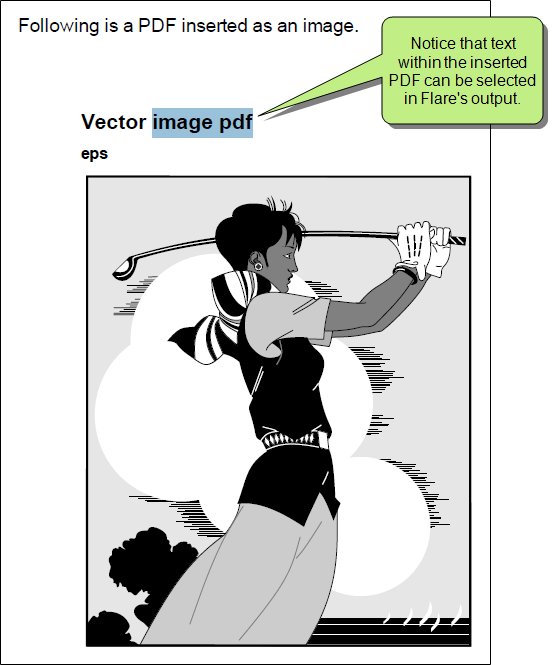 Following is a PDF inserted as an image.
Notice that text
within the inserted
PDF can be selected
in Flare's output.
Vector image pdf
eps